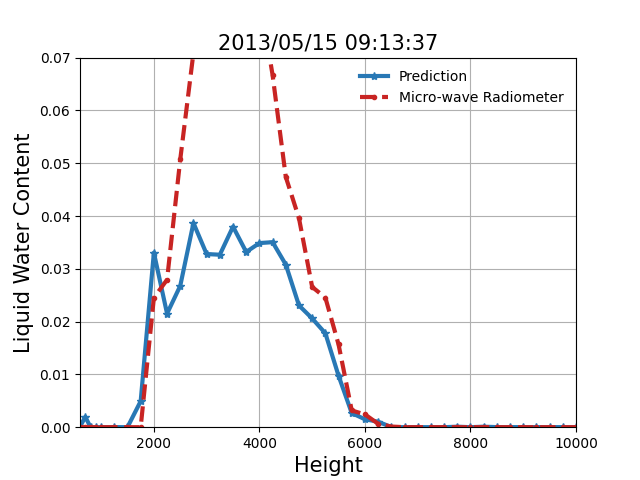 2013/05/15 09:13:37
Prediction
Micro-wave Radiometer
Liquid Water Content
0.07
0.06
0.05
0.04
0.03
0.02
0.01
0.00
2000 4000 6000 8000 10000
Height